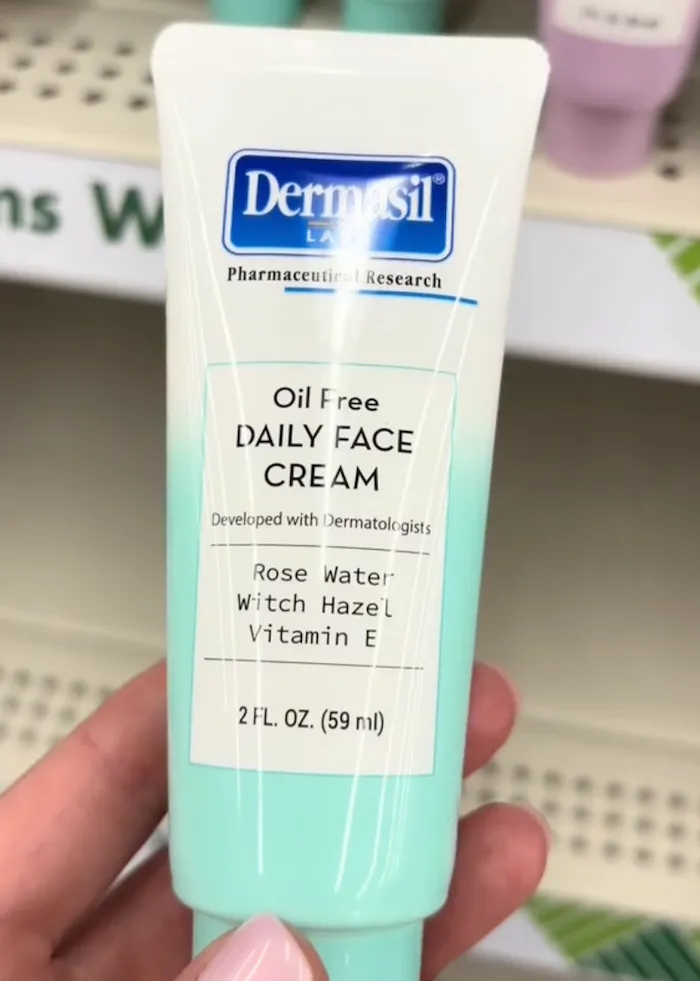 Dermasil®
LABS
Pharmaceutical Research
Oil Free
DAILY FACE
CREAM
Developed with Dermatologists
Rose Water
Witch Hazel
Vitamin E
2 FL. OZ. (59 ml)